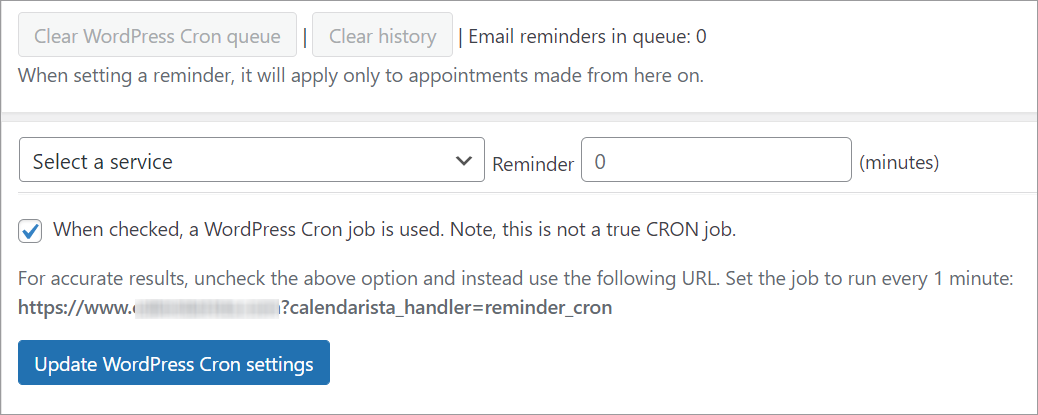 Clear WordPress Cron queue | Clear history | Email reminders in queue: 0
When setting a reminder, it will apply only to appointments made from here on.
Select a service Reminder 0 (minutes)
When checked, a WordPress Cron job is used. Note, this is not a true CRON job.
For accurate results, uncheck the above option and instead use the following URL. Set the job to run every 1 minute:
https://www. ?calendarista_handler=reminder_cron
Update WordPress Cron settings